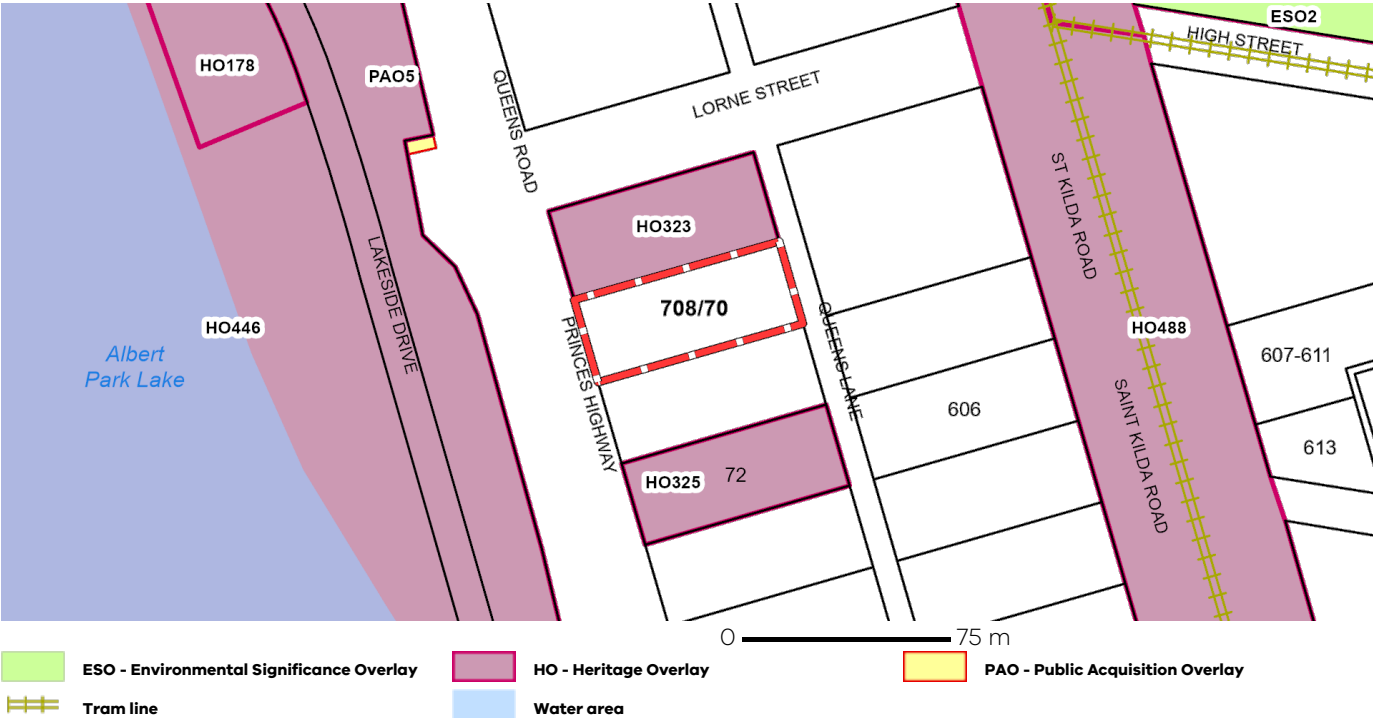 ESO2
HIGH STREET
HO178
PAO5
QUEENS ROAD
LORNE STREET
ST KILDA ROAD
HO323
LAKESIDE DRIVE
708/70
QUEENS LANE
HO446
HO488
PRINCES HIGHWAY
Albert
Park Lake
607-611
606
SAINT KILDA ROAD
613
HO325
72
0
75 m
ESO - Environmental Significance Overlay
HO - Heritage Overlay
PAO - Public Acquisition Overlay
Tram line
Water area